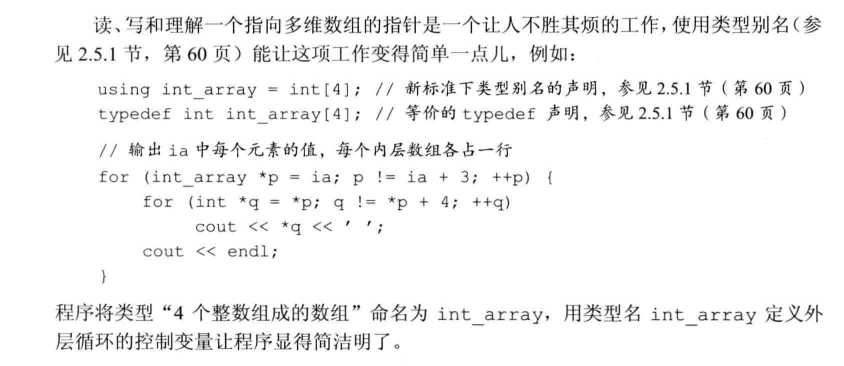 读、写和理解一个指向多维数组的指针是一个让人不胜其烦的工作，使用类型别名（参
见 2.5.1 节，第 60 页）能让这项工作变得简单一点儿，例如：
using int_array = int[4]; // 新标准下类型别名的声明，参见 2.5.1 节（第 60 页）
typedef int int_array[4]; // 等价的 typedef 声明，参见 2.5.1 节（第 60 页）
// 输出 ia 中每个元素的值，每个内层数组各占一行
for (int_array *p = ia; p != ia + 3; ++p) {
for (int *q = *p; q != *p + 4; ++q)
cout << *q << ' ';
cout << endl;
}
程序将类型“4 个整数组成的数组”命名为 int_array，用类型名 int_array 定义外
层循环的控制变量让程序显得简洁明了。